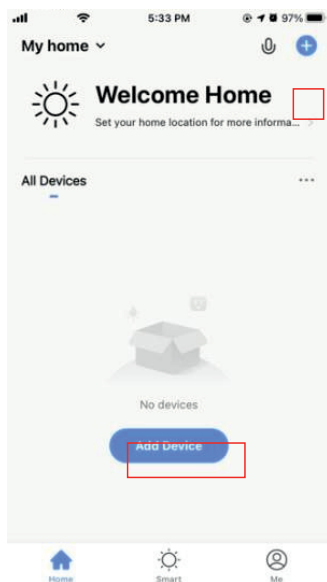 5:33 PM
97%
My home
Welcome Home
Set your home location for more informa...
All Devices
No devices
Add Device
Home
Smart
Me